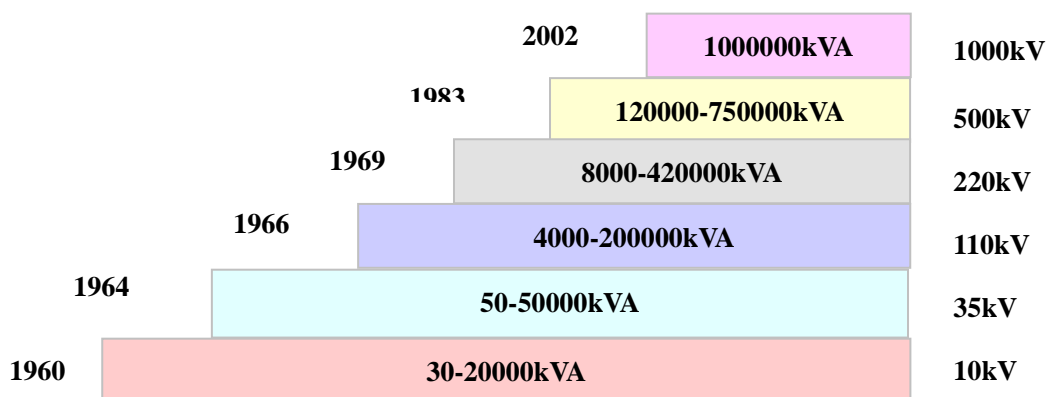 2002 1000000kVA 1000kV
1983 120000-750000kVA 500kV
1969 8000-420000kVA 220kV
1966 4000-200000kVA 110kV
1964 50-50000kVA 35kV
1960 30-20000kVA 10kV